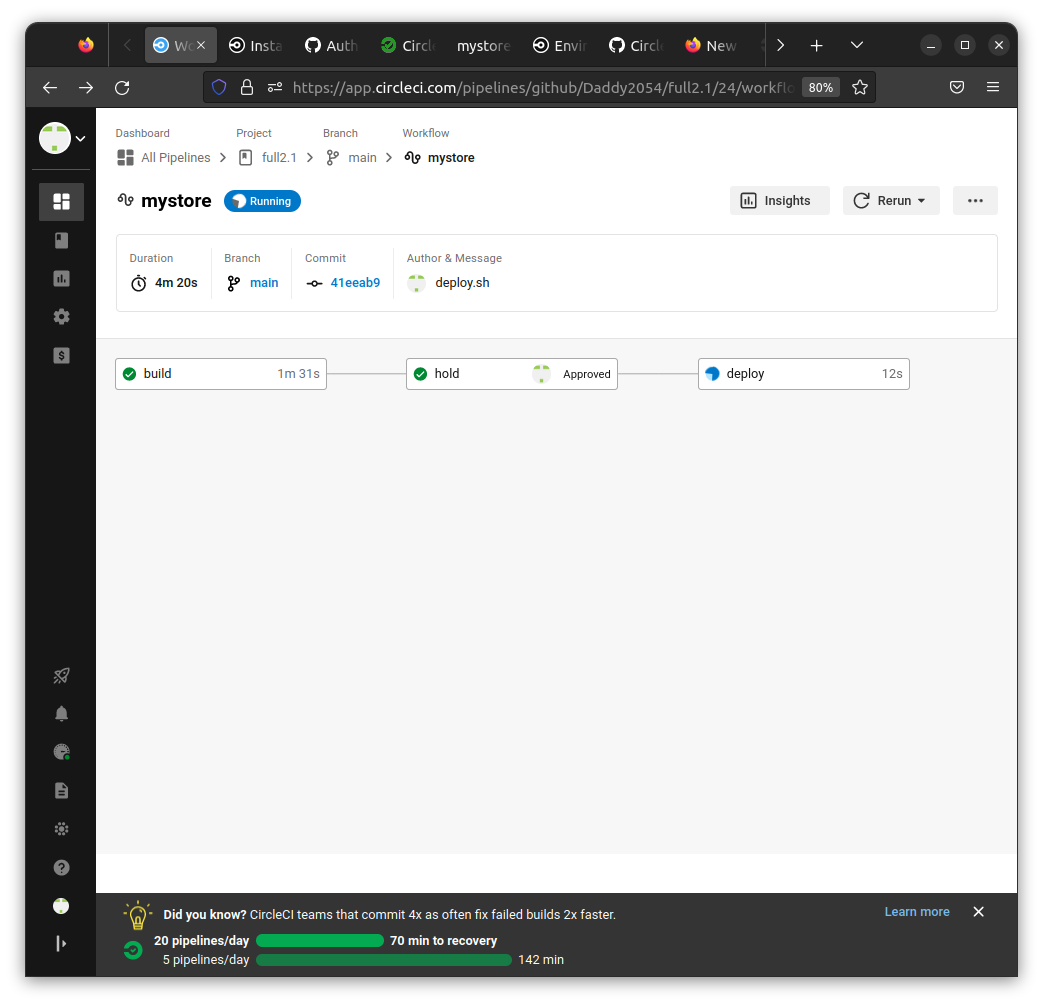 Wo
Insta
Auth
Circl
mystore
Envi
Circl
New
https://app.circleci.com/pipelines/github/Daddy2054/full2.1/24/workflo
80%
Dashboard
Project
Branch
Workflow
All Pipelines
full2.1
main
mystore
mystore
Running
Insights
Rerun
Duration
Branch
Commit
Author & Message
4m 20s
main
41eeab9
deploy.sh
build
1m 31s
hold
Approved
deploy
12s
Did you know? CircleCI teams that commit 4x as often fix failed builds 2x faster.
Learn more
20 pipelines/day
70 min to recovery
5 pipelines/day
142 min